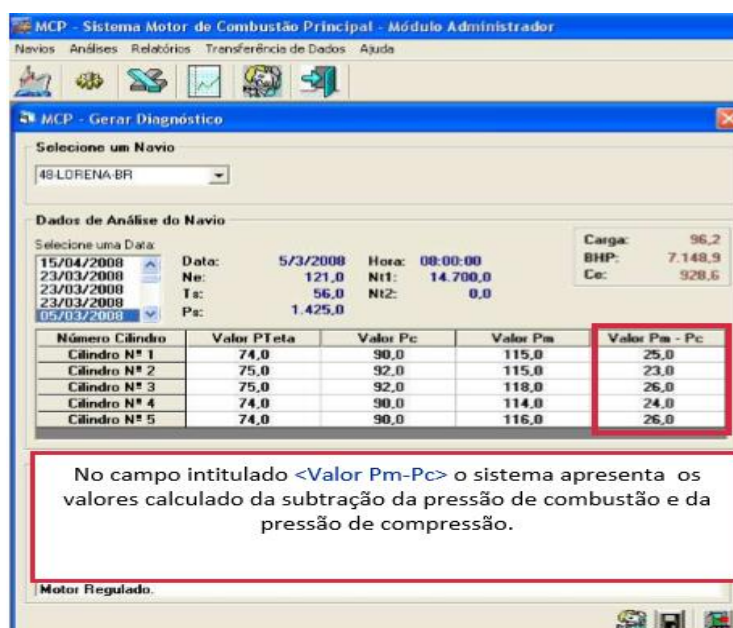 MCP - Sistema Motor de Combustão Principal - Módulo Administrador
Navios Análises Relatórios Transferência de Dados Ajuda
MCP - Gerar Diagnóstico
Selecione um Navio
48-LORENA-BR
Dados de Análise do Navio
Selecione uma Data:
15/04/2008
23/03/2008
23/03/2008
23/03/2008
05/03/2008
Data: 5/3/2008 Hora: 08:00:00
Ne: 121,0 Nt1: 14.700,0
Ts: 56,0 Nt2: 0,0
Ps: 1.425,0
Carga: 96,2
BHP: 7.148,9
Ce: 928,6
Número Cilindro Valor PTeta Valor Pc Valor Pm Valor Pm - Pc
Cilindro Nº 1 74,0 90,0 115,0 25,0
Cilindro Nº 2 75,0 92,0 115,0 23,0
Cilindro Nº 3 75,0 92,0 118,0 26,0
Cilindro Nº 4 74,0 90,0 114,0 24,0
Cilindro Nº 5 74,0 90,0 116,0 26,0
No campo intitulado <Valor Pm-Pc> o sistema apresenta os
valores calculado da subtração da pressão de combustão e da
pressão de compressão.
Motor Regulado.